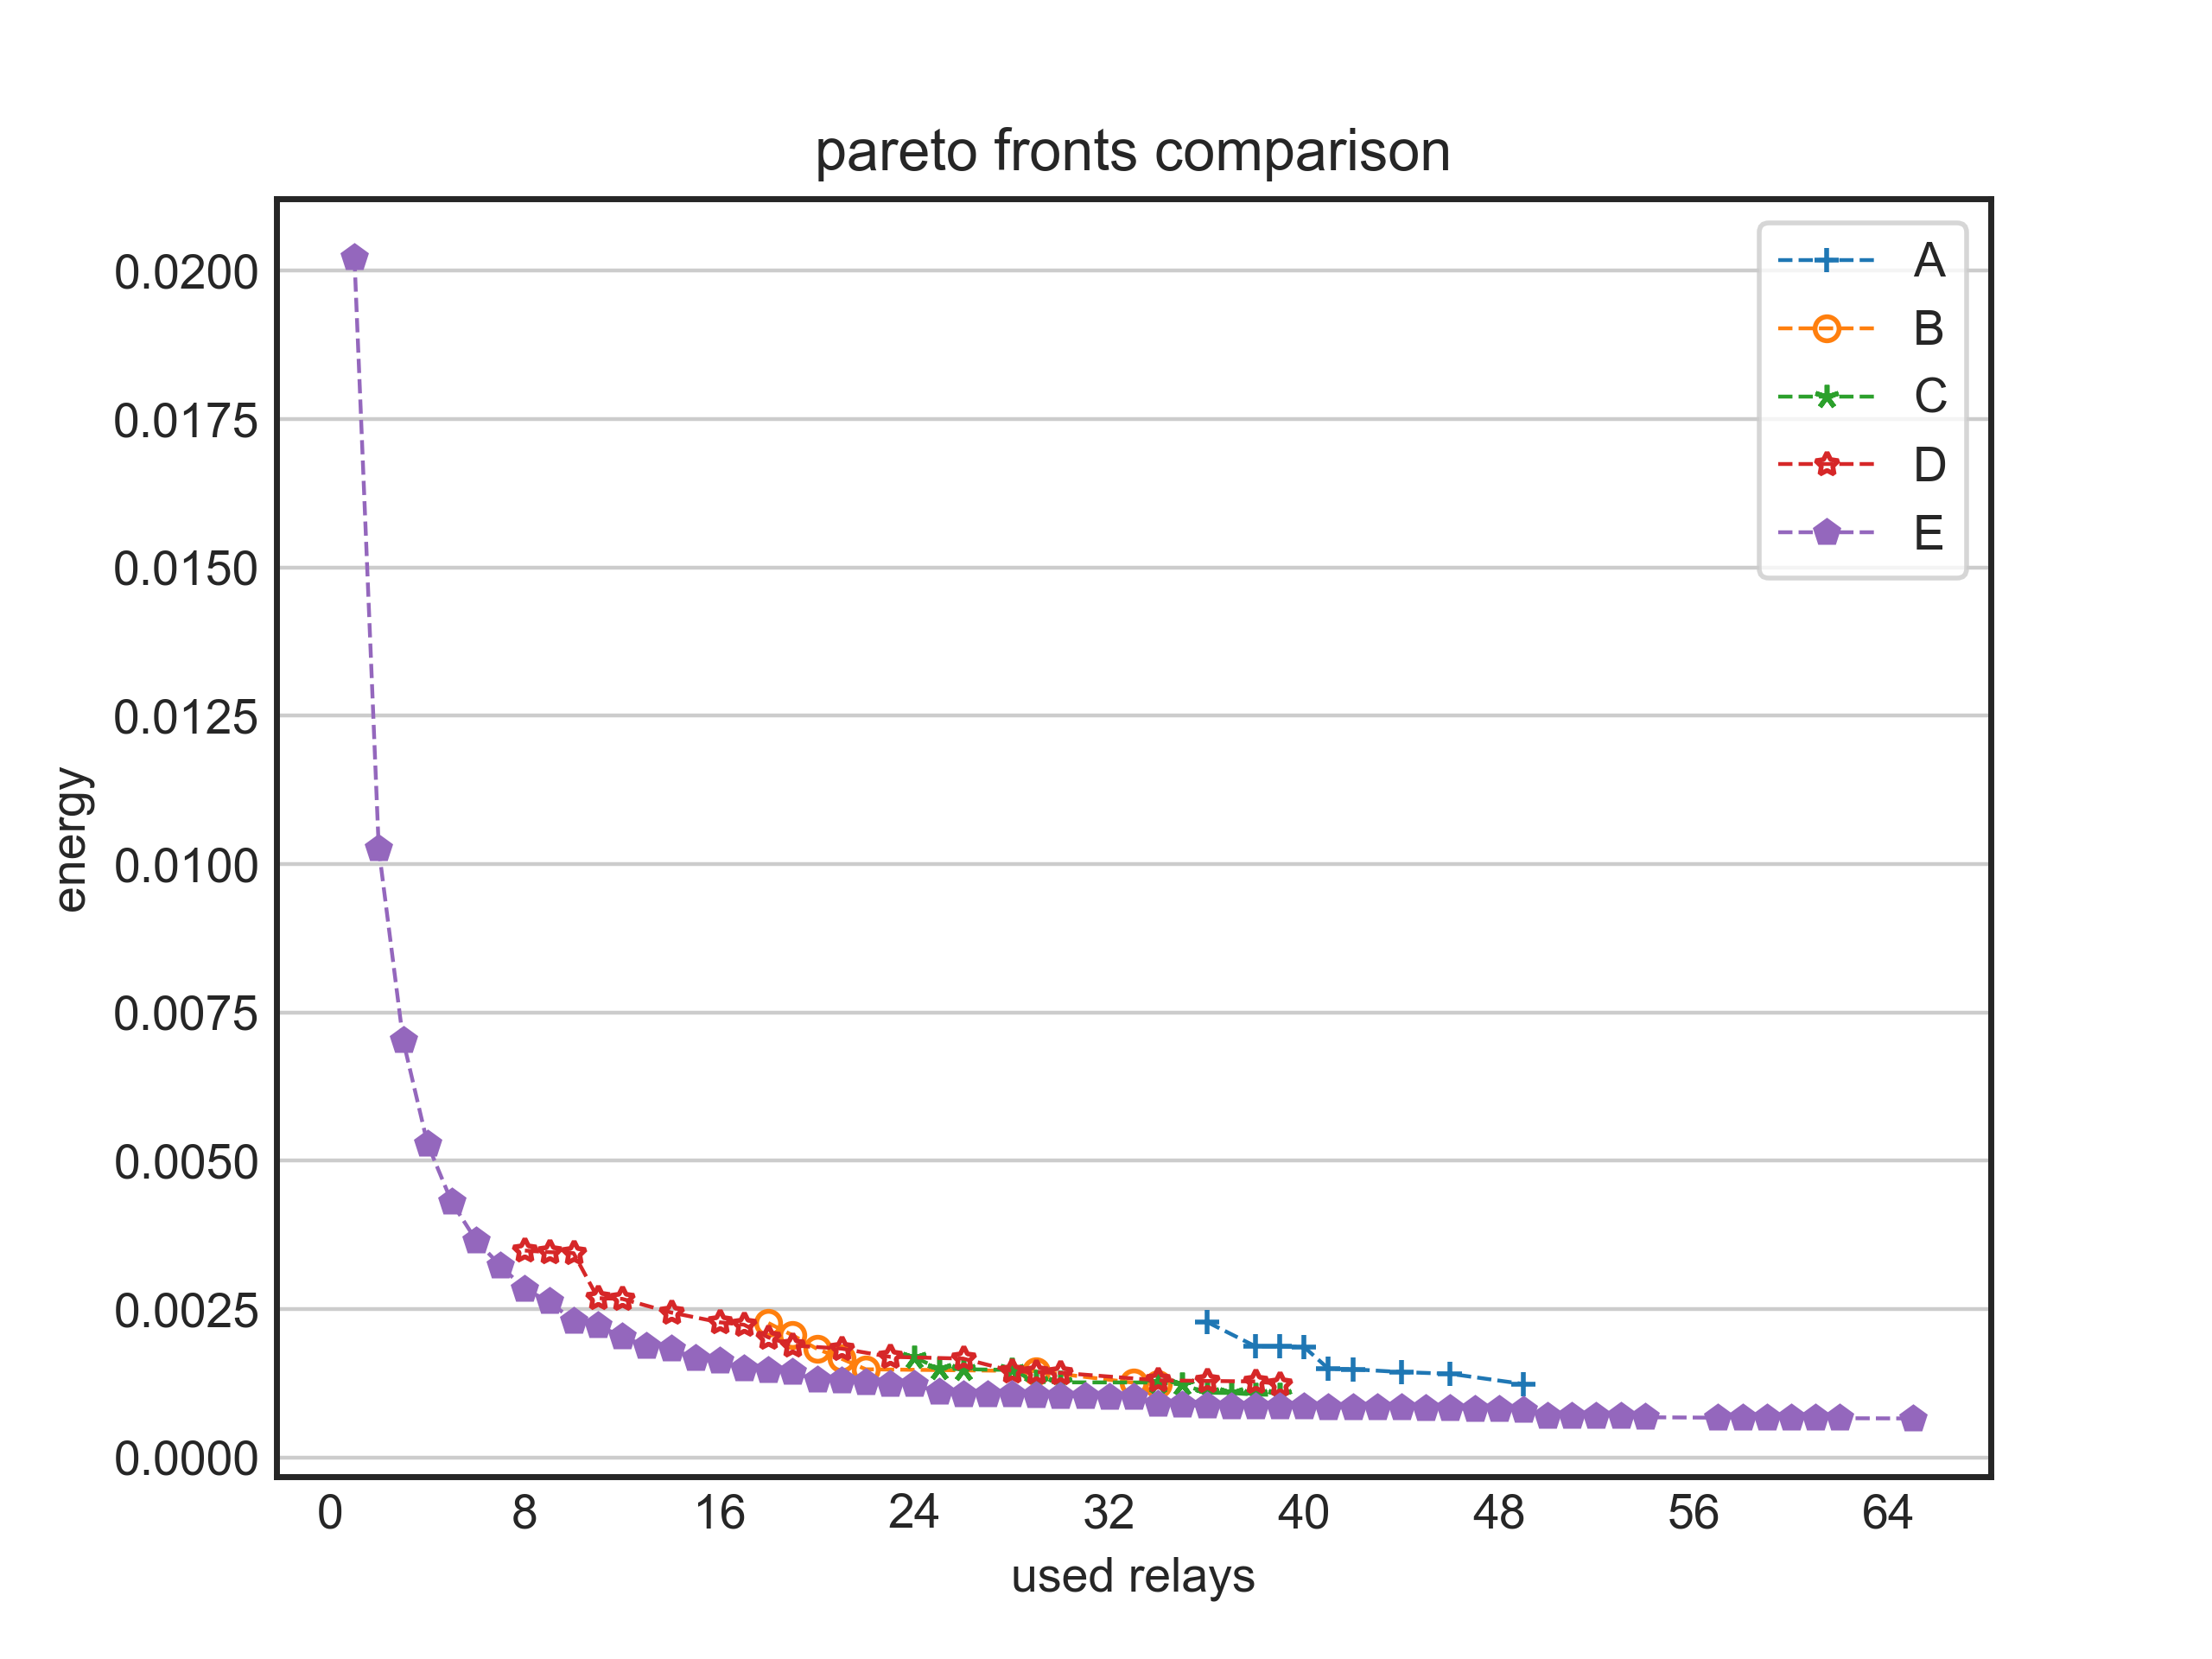 pareto fronts comparison
0.0200
0.0175
0.0150
0.0125
0.0100
0.0075
0.0050
0.0025
0.0000
energy
A
B
C
D
E
0 8 16 24 32 40 48 56 64
used relays